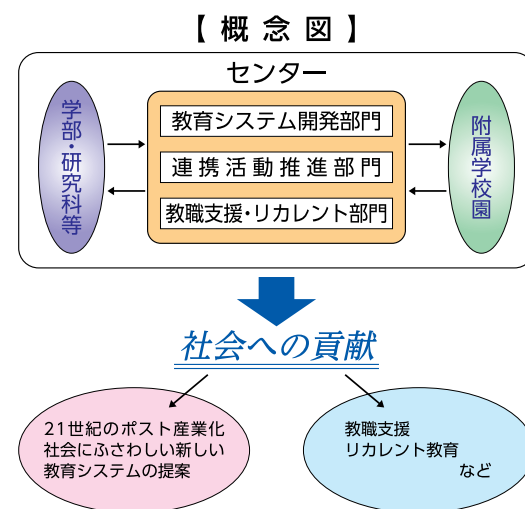 【概念図】
センター
学部・研究科等
教育システム開発部門
連携活動推進部門
教職支援・リカレント部門
附属学校園
社会への貢献
21世紀のポスト産業化
社会にふさわしい新しい
教育システムの提案
教職支援
リカレント教育
など